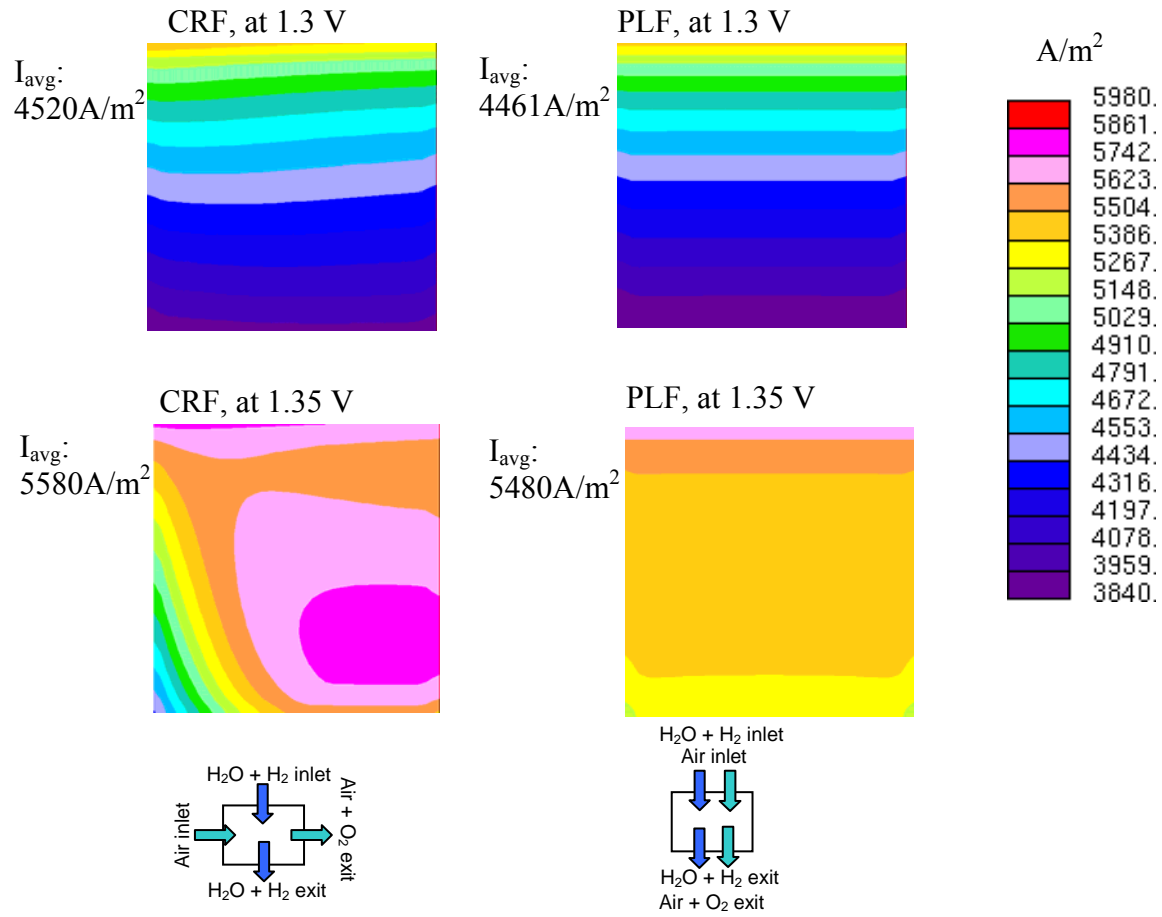 CRF, at 1.3 V
PLF, at 1.3 V
A/m²
I_avg:
4520A/m²
I_avg:
4461A/m²
5980.
5861.
5742.
5623.
5504.
5386.
5267.
5148.
5029.
4910.
4791.
4672.
4553.
4434.
4316.
4197.
4078.
3959.
3840.
CRF, at 1.35 V
PLF, at 1.35 V
I_avg:
5580A/m²
I_avg:
5480A/m²
H₂O + H₂ inlet
Air inlet
Air + O₂ exit
H₂O + H₂ exit
H₂O + H₂ inlet
Air inlet
H₂O + H₂ exit
Air + O₂ exit